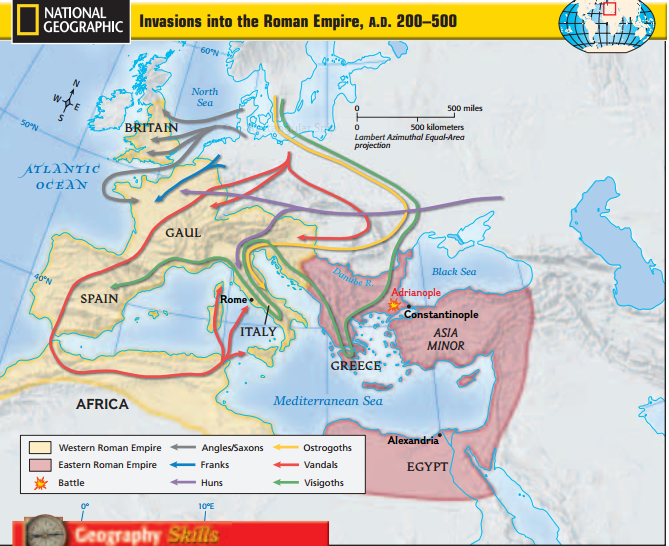 NATIONAL
GEOGRAPHIC
Invasions into the Roman Empire, A.D. 200–500
60°N
North
Sea
N
W
E
S
50°N
BRITAIN
0
500 miles
0
500 kilometers
Lambert Azimuthal Equal-Area
projection
ATLANTIC
OCEAN
GAUL
40°N
SPAIN
Rome
ITALY
Danube R.
Black Sea
Adrianople
Constantinople
ASIA
MINOR
GREECE
AFRICA
Mediterranean Sea
Alexandria
EGYPT
Western Roman Empire
Eastern Roman Empire
Battle
Angles/Saxons
Franks
Huns
Ostrogoths
Vandals
Visigoths
0°
10°E
Geography Skills